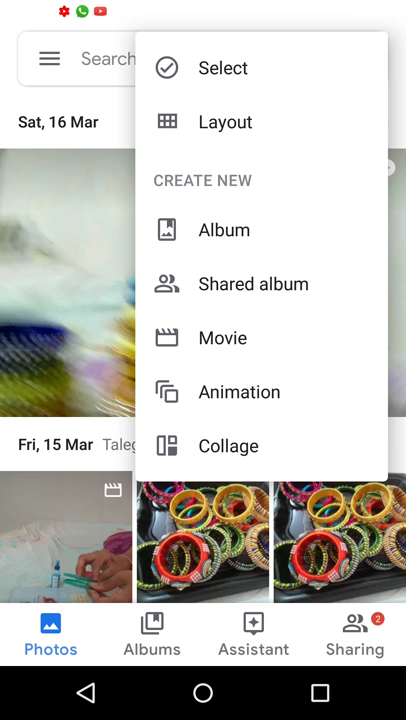 Search
Select
Layout
Sat, 16 Mar
CREATE NEW
Album
Shared album
Movie
Animation
Collage
Fri, 15 Mar
Photos
Albums
Assistant
Sharing
2